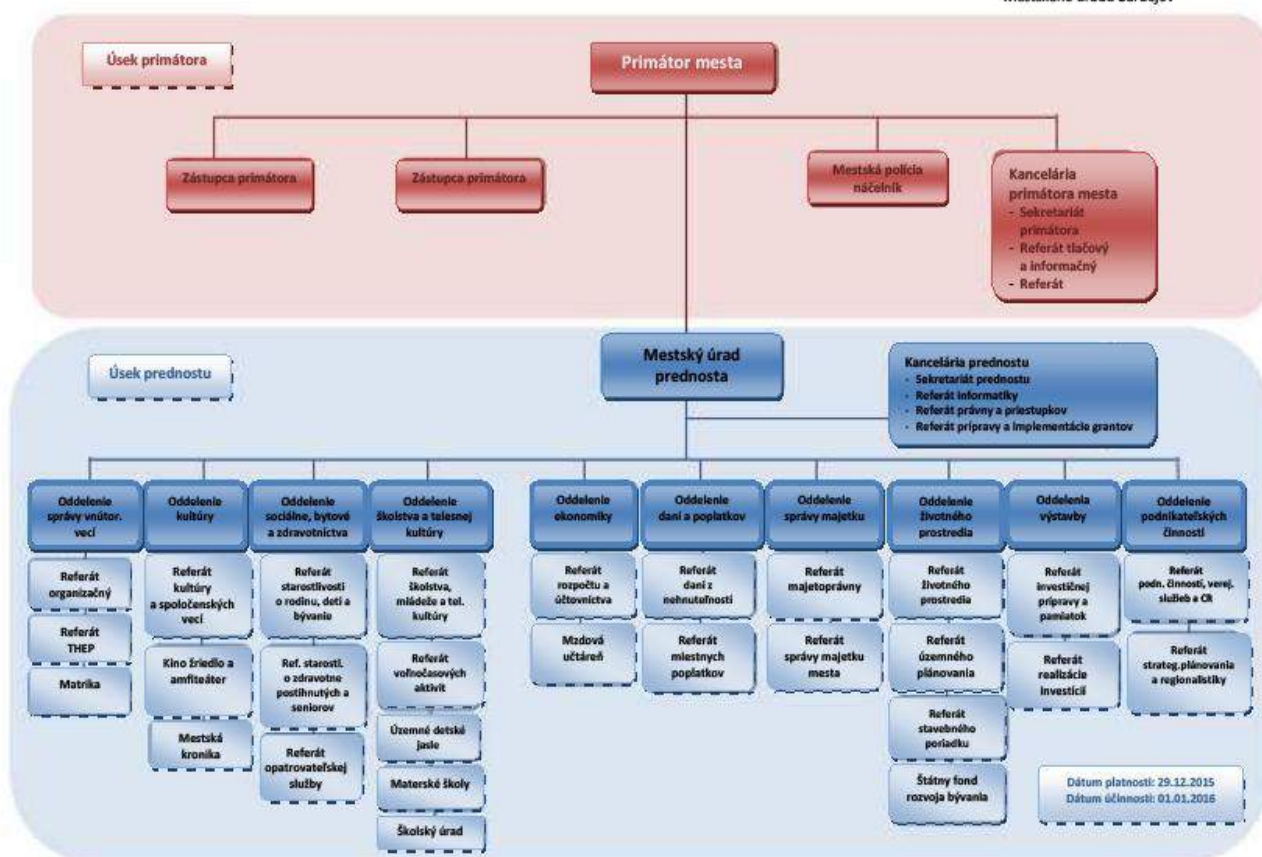 Úsek primátora
Primátor mesta
Zástupca primátora
Zástupca primátora
Mestská polícia
náčelník
Kancelária
primátora mesta
- Sekretariát
primátora
- Referát tlačový
a informačný
- Referát
Úsek prednostu
Mestský úrad
prednosta
Kancelária prednostu
- Sekretariát prednostu
- Referát informatiky
- Referát právny a priestupkov
- Referát prípravy a implementácie grantov
Oddelenie
správy vnútor.
vecí
Referát
organizačný
Referát
THEP
Matrika
Oddelenie
kultúry
Referát
kultúry
a spoločenských
vecí
Kino žriedlo a
amfiteáter
Mestská
kronika
Oddelenie
sociálne, bytové
a zdravotníctva
Referát
starostlivosti
o rodinu, deti a
bývanie
Ref. starostl.
o zdravotne
postihnutých a
seniorov
Referát
opatrovateľskej
služby
Oddelenie
školstva a telesnej
kultúry
Referát
školstva,
mládeže a tel.
kultúry
Referát
voľnočasových
aktivit
Územné detské
jasle
Materské školy
Školský úrad
Oddelenie
ekonomiky
Referát
rozpočtu a
účtovníctva
Mzdová
učtáreň
Oddelenie
daní a poplatkov
Referát
daní z
nehnuteľností
Referát
miestnych
poplatkov
Oddelenie
správy majetku
Referát
majetoprávny
Referát
správy majetku
mesta
Oddelenie
životného
prostredia
Referát
životného
prostredia
Referát
územného
plánovania
Referát
stavebného
poriadku
Štátny fond
rozvoja bývania
Oddelenia
výstavby
Referát
investičnej
prípravy a
pamiatok
Referát
realizácie
investícií
Oddelenie
podnikateľských
činností
Referát
podn. činností, verej.
služieb a CR
Referát
strateg.plánovania
a regionalistiky
Dátum platnosti: 29.12.2015
Dátum účinnosti: 01.01.2016